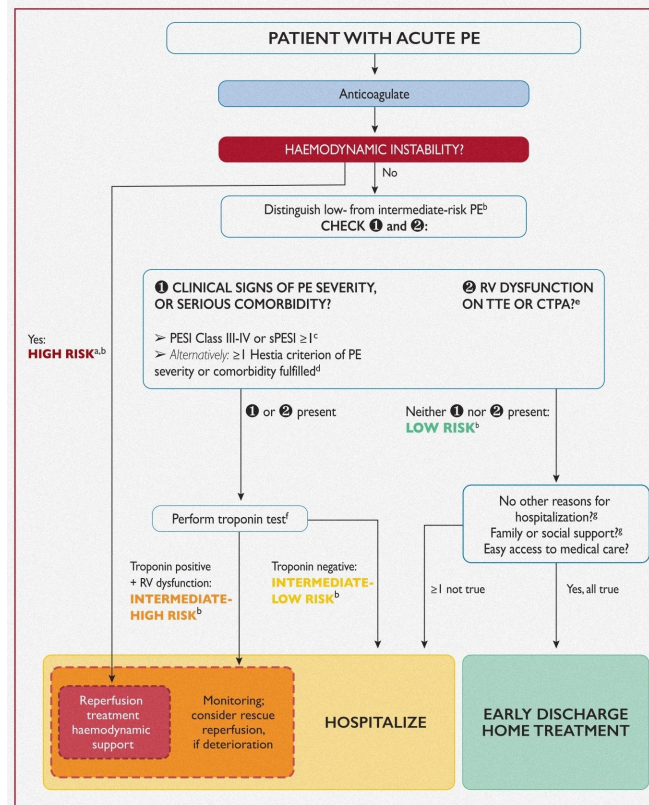 PATIENT WITH ACUTE PE
Anticoagulate
HAEMODYNAMIC INSTABILITY?
No
Distinguish low- from intermediate-risk PEᵇ
CHECK ❶ and ❷:
❶ CLINICAL SIGNS OF PE SEVERITY,
OR SERIOUS COMORBIDITY?
➢ PESI Class III-IV or sPESI ≥1ᶜ
➢ Alternatively: ≥1 Hestia criterion of PE
severity or comorbidity fulfilledᵈ
❷ RV DYSFUNCTION
ON TTE OR CTPA?ᵉ
Yes:
HIGH RISKᵃ,ᵇ
❶ or ❷ present
Neither ❶ nor ❷ present:
LOW RISKᵇ
Perform troponin testᶠ
No other reasons for
hospitalization?ᵍ
Family or social support?ᵍ
Easy access to medical care?
Troponin positive
+ RV dysfunction:
INTERMEDIATE-
HIGH RISKᵇ
Troponin negative:
INTERMEDIATE-
LOW RISKᵇ
≥1 not true
Yes, all true
Reperfusion
treatment
haemodynamic
support
Monitoring;
consider rescue
reperfusion,
if deterioration
HOSPITALIZE
EARLY DISCHARGE
HOME TREATMENT